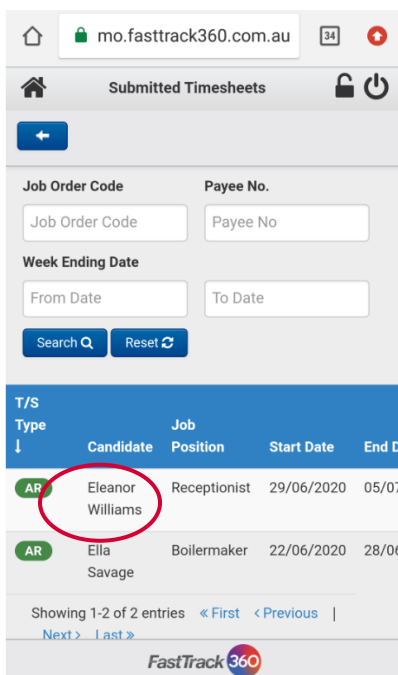 mo.fasttrack360.com.au 34
Submitted Timesheets
Job Order Code Payee No.
Job Order Code Payee No
Week Ending Date
From Date To Date
Search Reset
T/S
Type Job
↓ Candidate Position Start Date End D
AR Eleanor Receptionist 29/06/2020 05/07
Williams
AR Ella Boilermaker 22/06/2020 28/06
Savage
Showing 1-2 of 2 entries « First < Previous |
Next > Last »
FastTrack 360